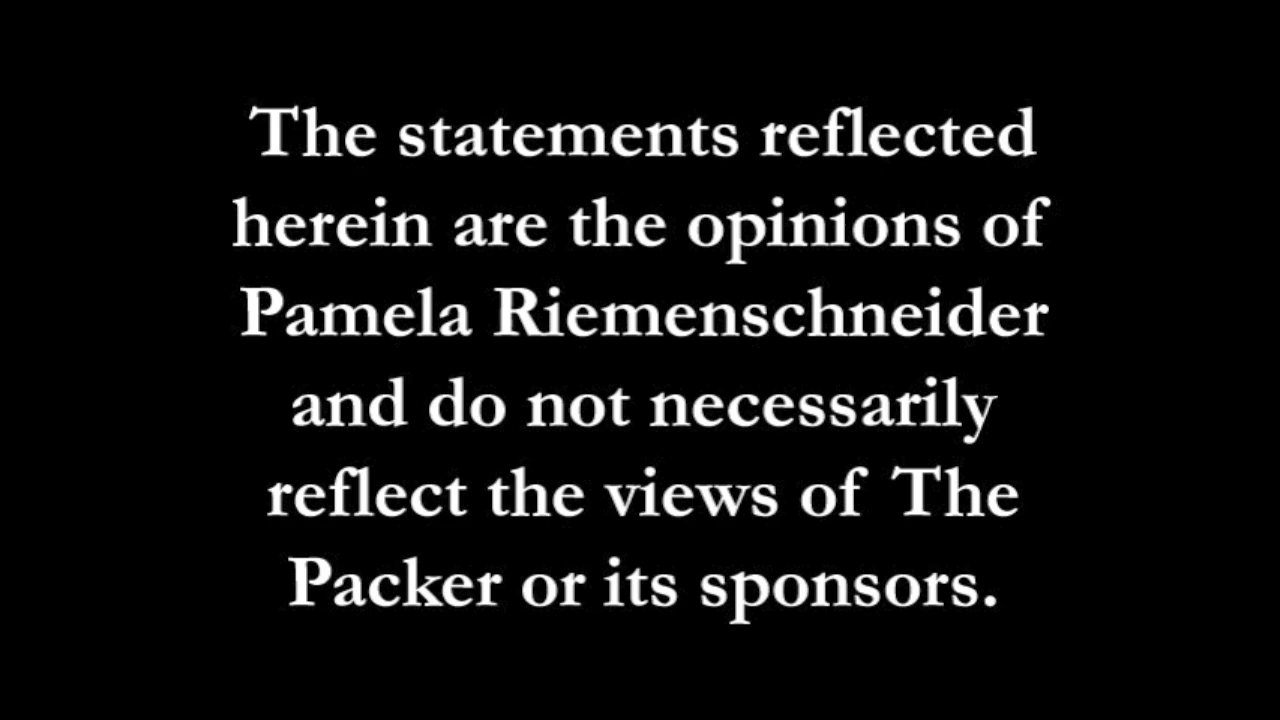 The statements reflected
herein are the opinions of
Pamela Riemenschneider
and do not necessarily
reflect the views of The
Packer or its sponsors.